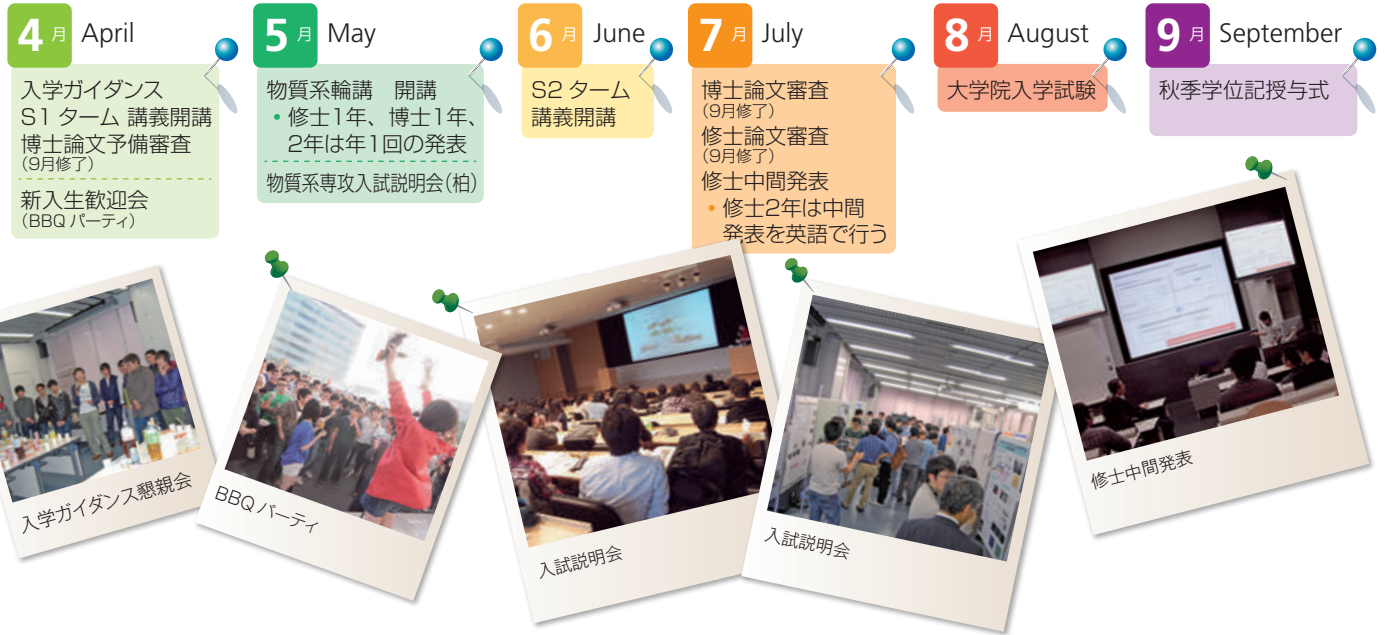 4月 April
入学ガイダンス
S1 ターム 講義開講
博士論文予備審査
(9月修了)
新入生歓迎会
(BBQ パーティ)
5月 May
物質系輪講 開講
• 修士1年、博士1年、
2年は年1回の発表
物質系専攻入試説明会(柏)
6月 June
S2 ターム
講義開講
7月 July
博士論文審査
(9月修了)
修士論文審査
(9月修了)
修士中間発表
• 修士2年は中間
発表を英語で行う
8月 August
大学院入学試験
9月 September
秋季学位記授与式
入学ガイダンス懇親会
BBQ パーティ
入試説明会
入試説明会
修士中間発表